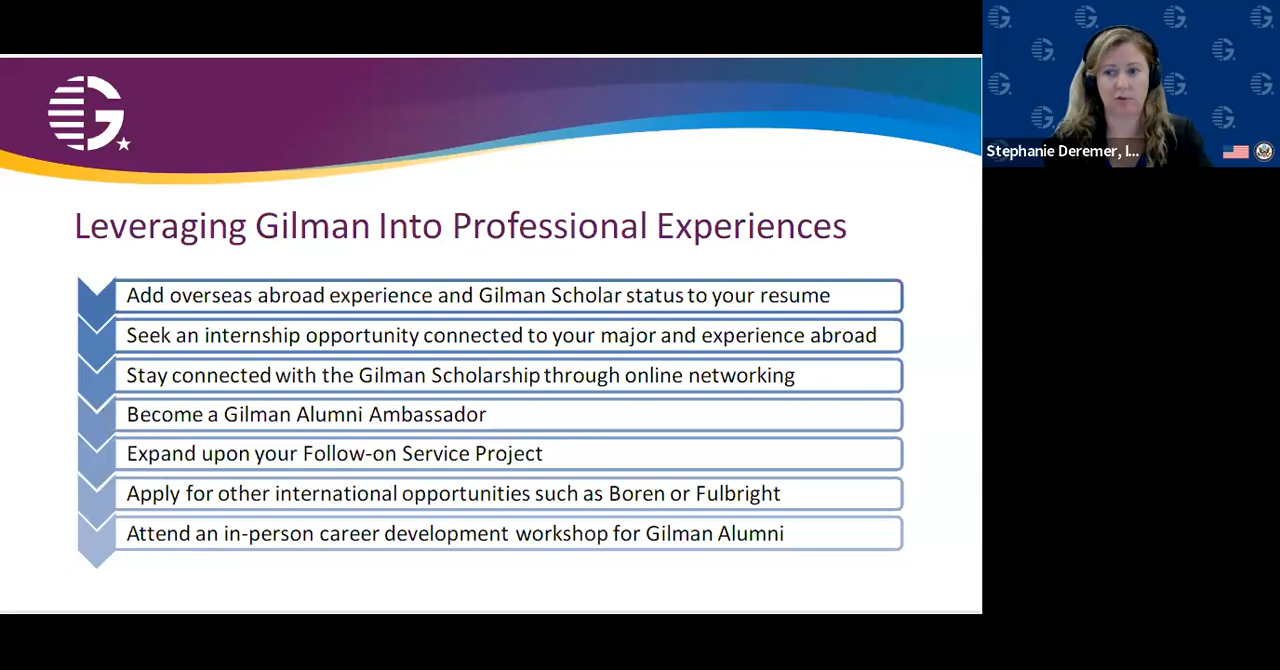 Leveraging Gilman Into Professional Experiences
Add overseas abroad experience and Gilman Scholar status to your resume
Seek an internship opportunity connected to your major and experience abroad
Stay connected with the Gilman Scholarship through online networking
Become a Gilman Alumni Ambassador
Expand upon your Follow-on Service Project
Apply for other international opportunities such as Boren or Fulbright
Attend an in-person career development workshop for Gilman Alumni
Stephanie Deremer, I...